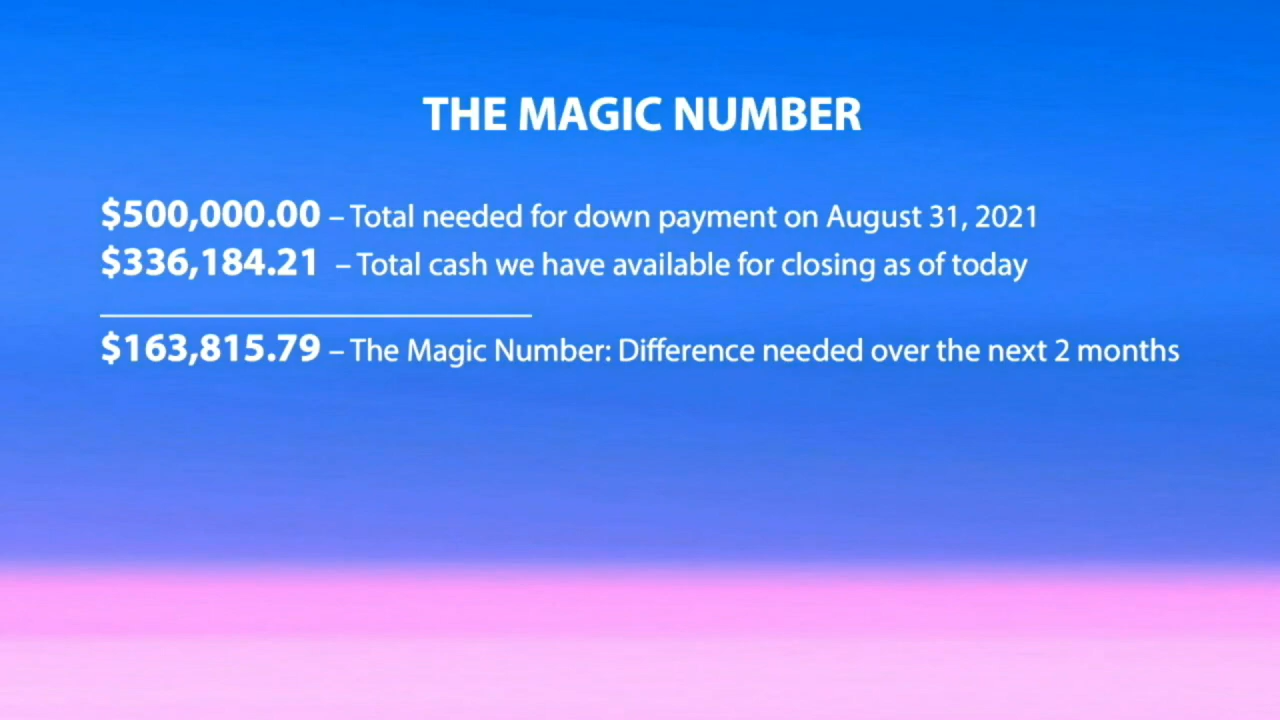 THE MAGIC NUMBER
$500,000.00 – Total needed for down payment on August 31, 2021
$336,184.21 – Total cash we have available for closing as of today
$163,815.79 – The Magic Number: Difference needed over the next 2 months